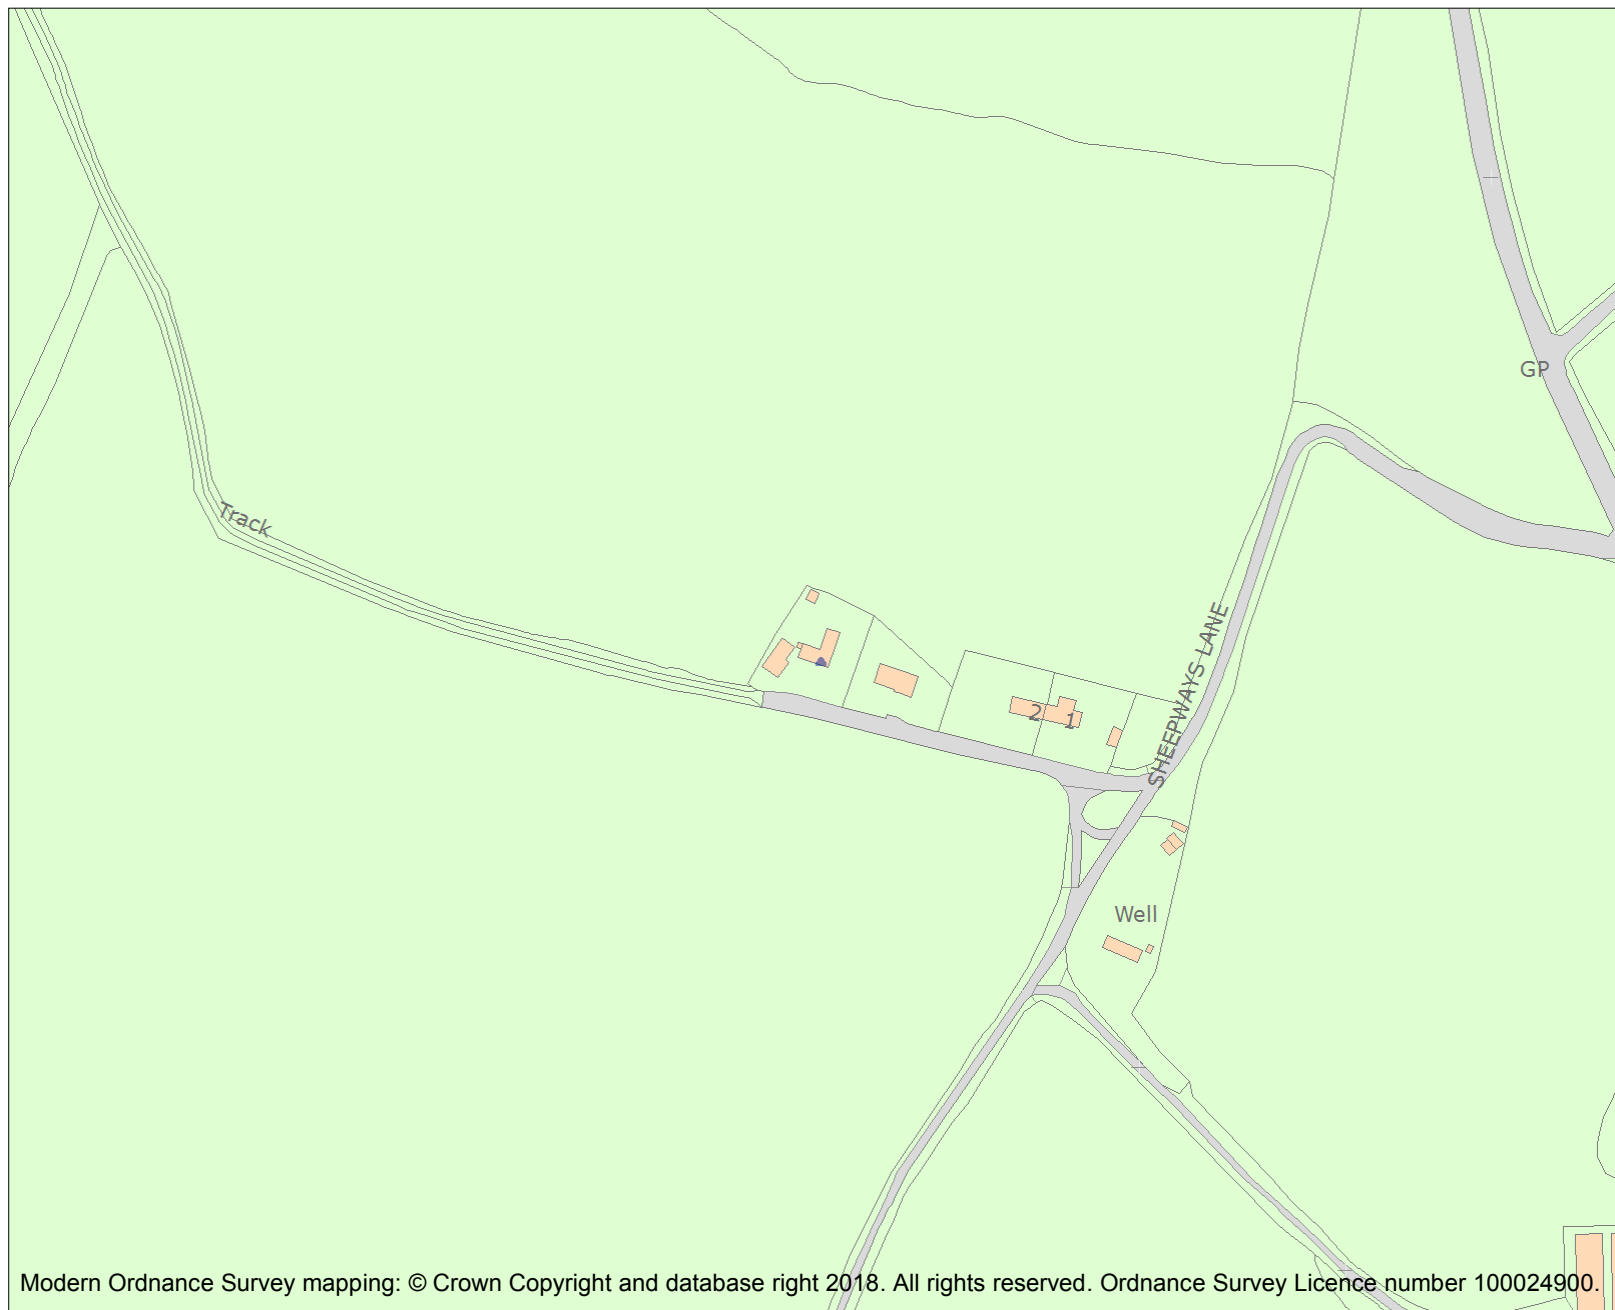 GP
Track
SHEEPWAYS LANE
2
1
Well
Modern Ordnance Survey mapping: © Crown Copyright and database right 2018. All rights reserved. Ordnance Survey Licence number 100024900.